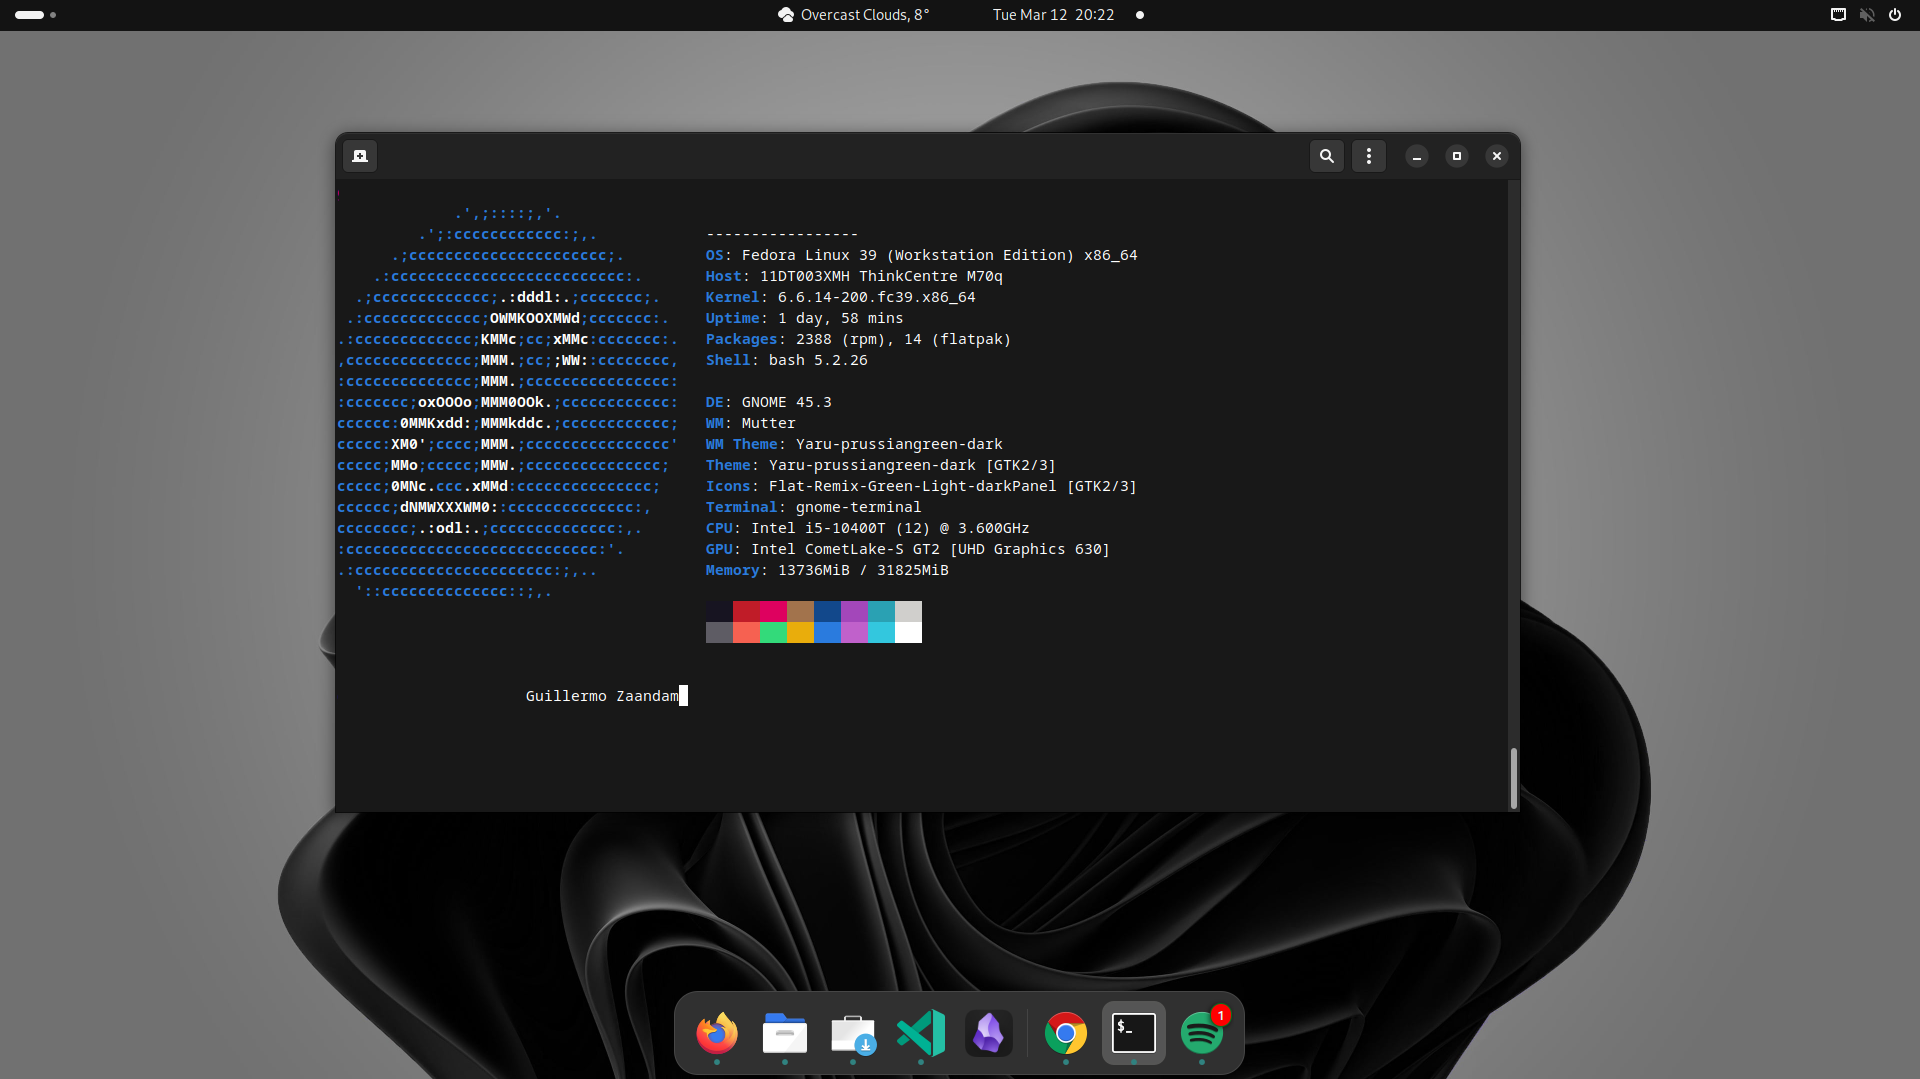 Overcast Clouds, 8°
Tue Mar 12 20:22
.',;::::;,'.
.';:cccccccccccc:;,. -----------------
.;cccccccccccccccccccccc;. OS: Fedora Linux 39 (Workstation Edition) x86_64
.:cccccccccccccccccccccccccc:. Host: 11DT003XMH ThinkCentre M70q
.;ccccccccccccc;.:dddl:.;ccccccc;. Kernel: 6.6.14-200.fc39.x86_64
.:ccccccccccccc;OWMKOOXMWd;ccccccc:. Uptime: 1 day, 58 mins
.:ccccccccccccc;KMMc;cc;xMMc:ccccccc:. Packages: 2388 (rpm), 14 (flatpak)
,cccccccccccccc;MMM.;cc;;WW::cccccccc, Shell: bash 5.2.26
:cccccccccccccc;MMM.;cccccccccccccccc:
:ccccccc;oxOOOo;MMM0OOk.;cccccccccccc: DE: GNOME 45.3
cccccc:0MMKxdd:;MMMkddc.;cccccccccccc; WM: Mutter
ccccc:XM0';cccc;MMM.;cccccccccccccccc' WM Theme: Yaru-prussiangreen-dark
ccccc;MMo;ccccc;MMW.;ccccccccccccccc; Theme: Yaru-prussiangreen-dark [GTK2/3]
ccccc;0MNc.ccc.xMMd:ccccccccccccccc; Icons: Flat-Remix-Green-Light-darkPanel [GTK2/3]
cccccc;dNMWXXXWM0::cccccccccccccc:, Terminal: gnome-terminal
cccccccc;.:odl:.;cccccccccccccc:,. CPU: Intel i5-10400T (12) @ 3.600GHz
:cccccccccccccccccccccccccccc:'. GPU: Intel CometLake-S GT2 [UHD Graphics 630]
.:cccccccccccccccccccccc:;,.. Memory: 13736MiB / 31825MiB
'::cccccccccccccc::;,.
Guillermo Zaandam
$_
1